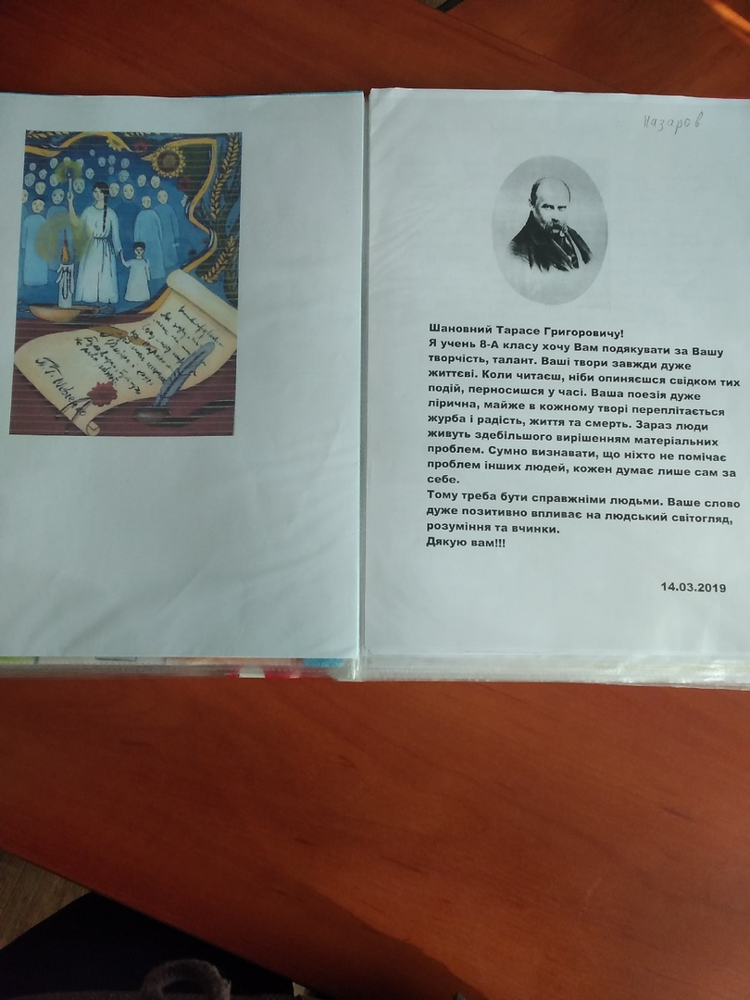 Назаров
Шановний Тарасе Григоровичу!
Я учень 8-А класу хочу Вам подякувати за Вашу
творчість, талант. Ваші твори завжди дуже
життєві. Коли читаєш, ніби опиняєшся свідком тих
подій, перносишся у часі. Ваша поезія дуже
лірична, майже в кожному творі переплітається
журба і радість, життя та смерть. Зараз люди
живуть здебільшого вирішенням матеріальних
проблем. Сумно визнавати, що ніхто не помічає
проблем інших людей, кожен думає лише сам за
себе.
Тому треба бути справжніми людьми. Ваше слово
дуже позитивно впливає на людський світогляд,
розуміння та вчинки.
Дякую вам!!!
14.03.2019